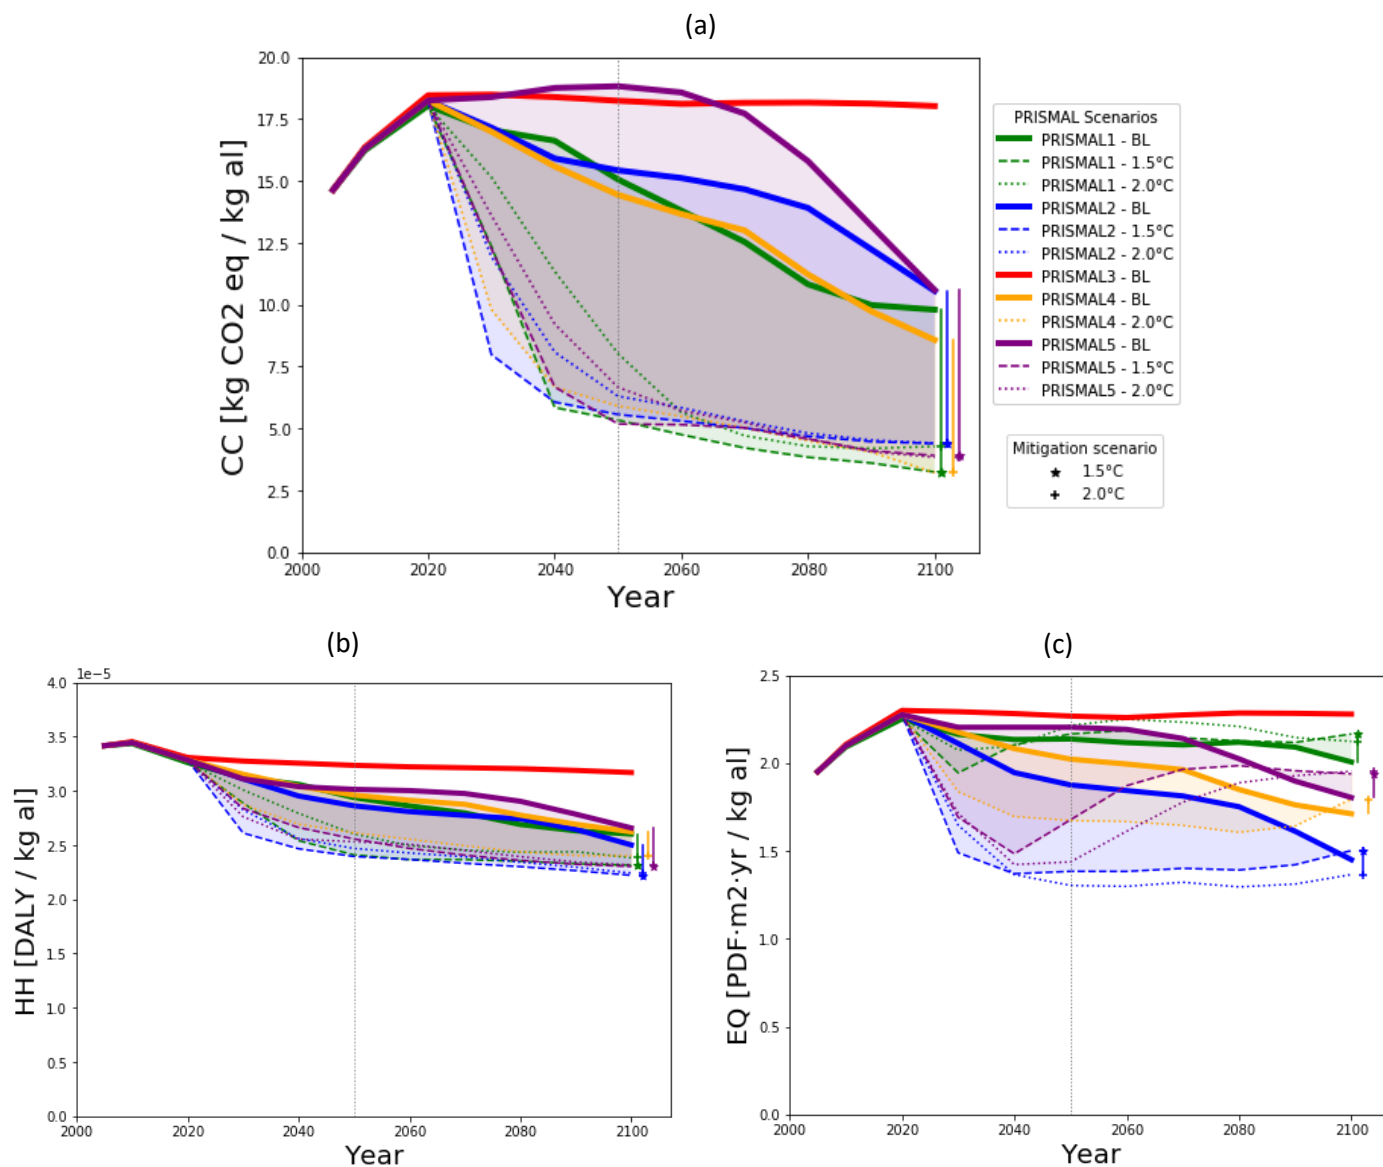 (a)
CC [kg CO2 eq / kg al]
20.0
17.5
15.0
12.5
10.0
7.5
5.0
2.5
0.0
2000 2020 2040 2060 2080 2100
Year
PRISMAL Scenarios
PRISMAL1 - BL
PRISMAL1 - 1.5°C
PRISMAL1 - 2.0°C
PRISMAL2 - BL
PRISMAL2 - 1.5°C
PRISMAL2 - 2.0°C
PRISMAL3 - BL
PRISMAL4 - BL
PRISMAL4 - 2.0°C
PRISMAL5 - BL
PRISMAL5 - 1.5°C
PRISMAL5 - 2.0°C
Mitigation scenario
1.5°C
2.0°C
(b)
1e−5
HH [DALY / kg al]
4.0
3.5
3.0
2.5
2.0
1.5
1.0
0.5
0.0
2000 2020 2040 2060 2080 2100
Year
(c)
EQ [PDF·m2·yr / kg al]
2.5
2.0
1.5
1.0
0.5
0.0
2000 2020 2040 2060 2080 2100
Year